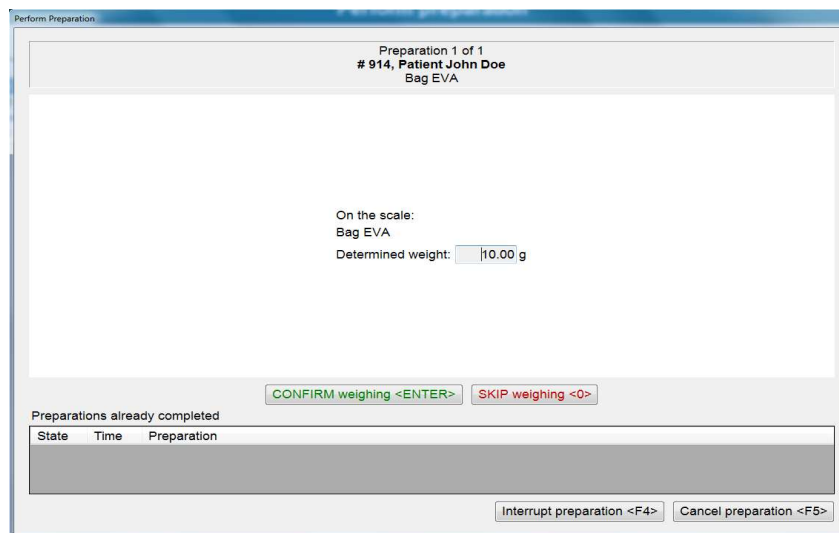 Perform preparation
Perform Preparation
Preparation 1 of 1
# 914, Patient John Doe
Bag EVA
On the scale:
Bag EVA
Determined weight: 10.00 g
CONFIRM weighing <ENTER> SKIP weighing <0>
Preparations already completed
State Time Preparation
Interrupt preparation <F4> Cancel preparation <F5>